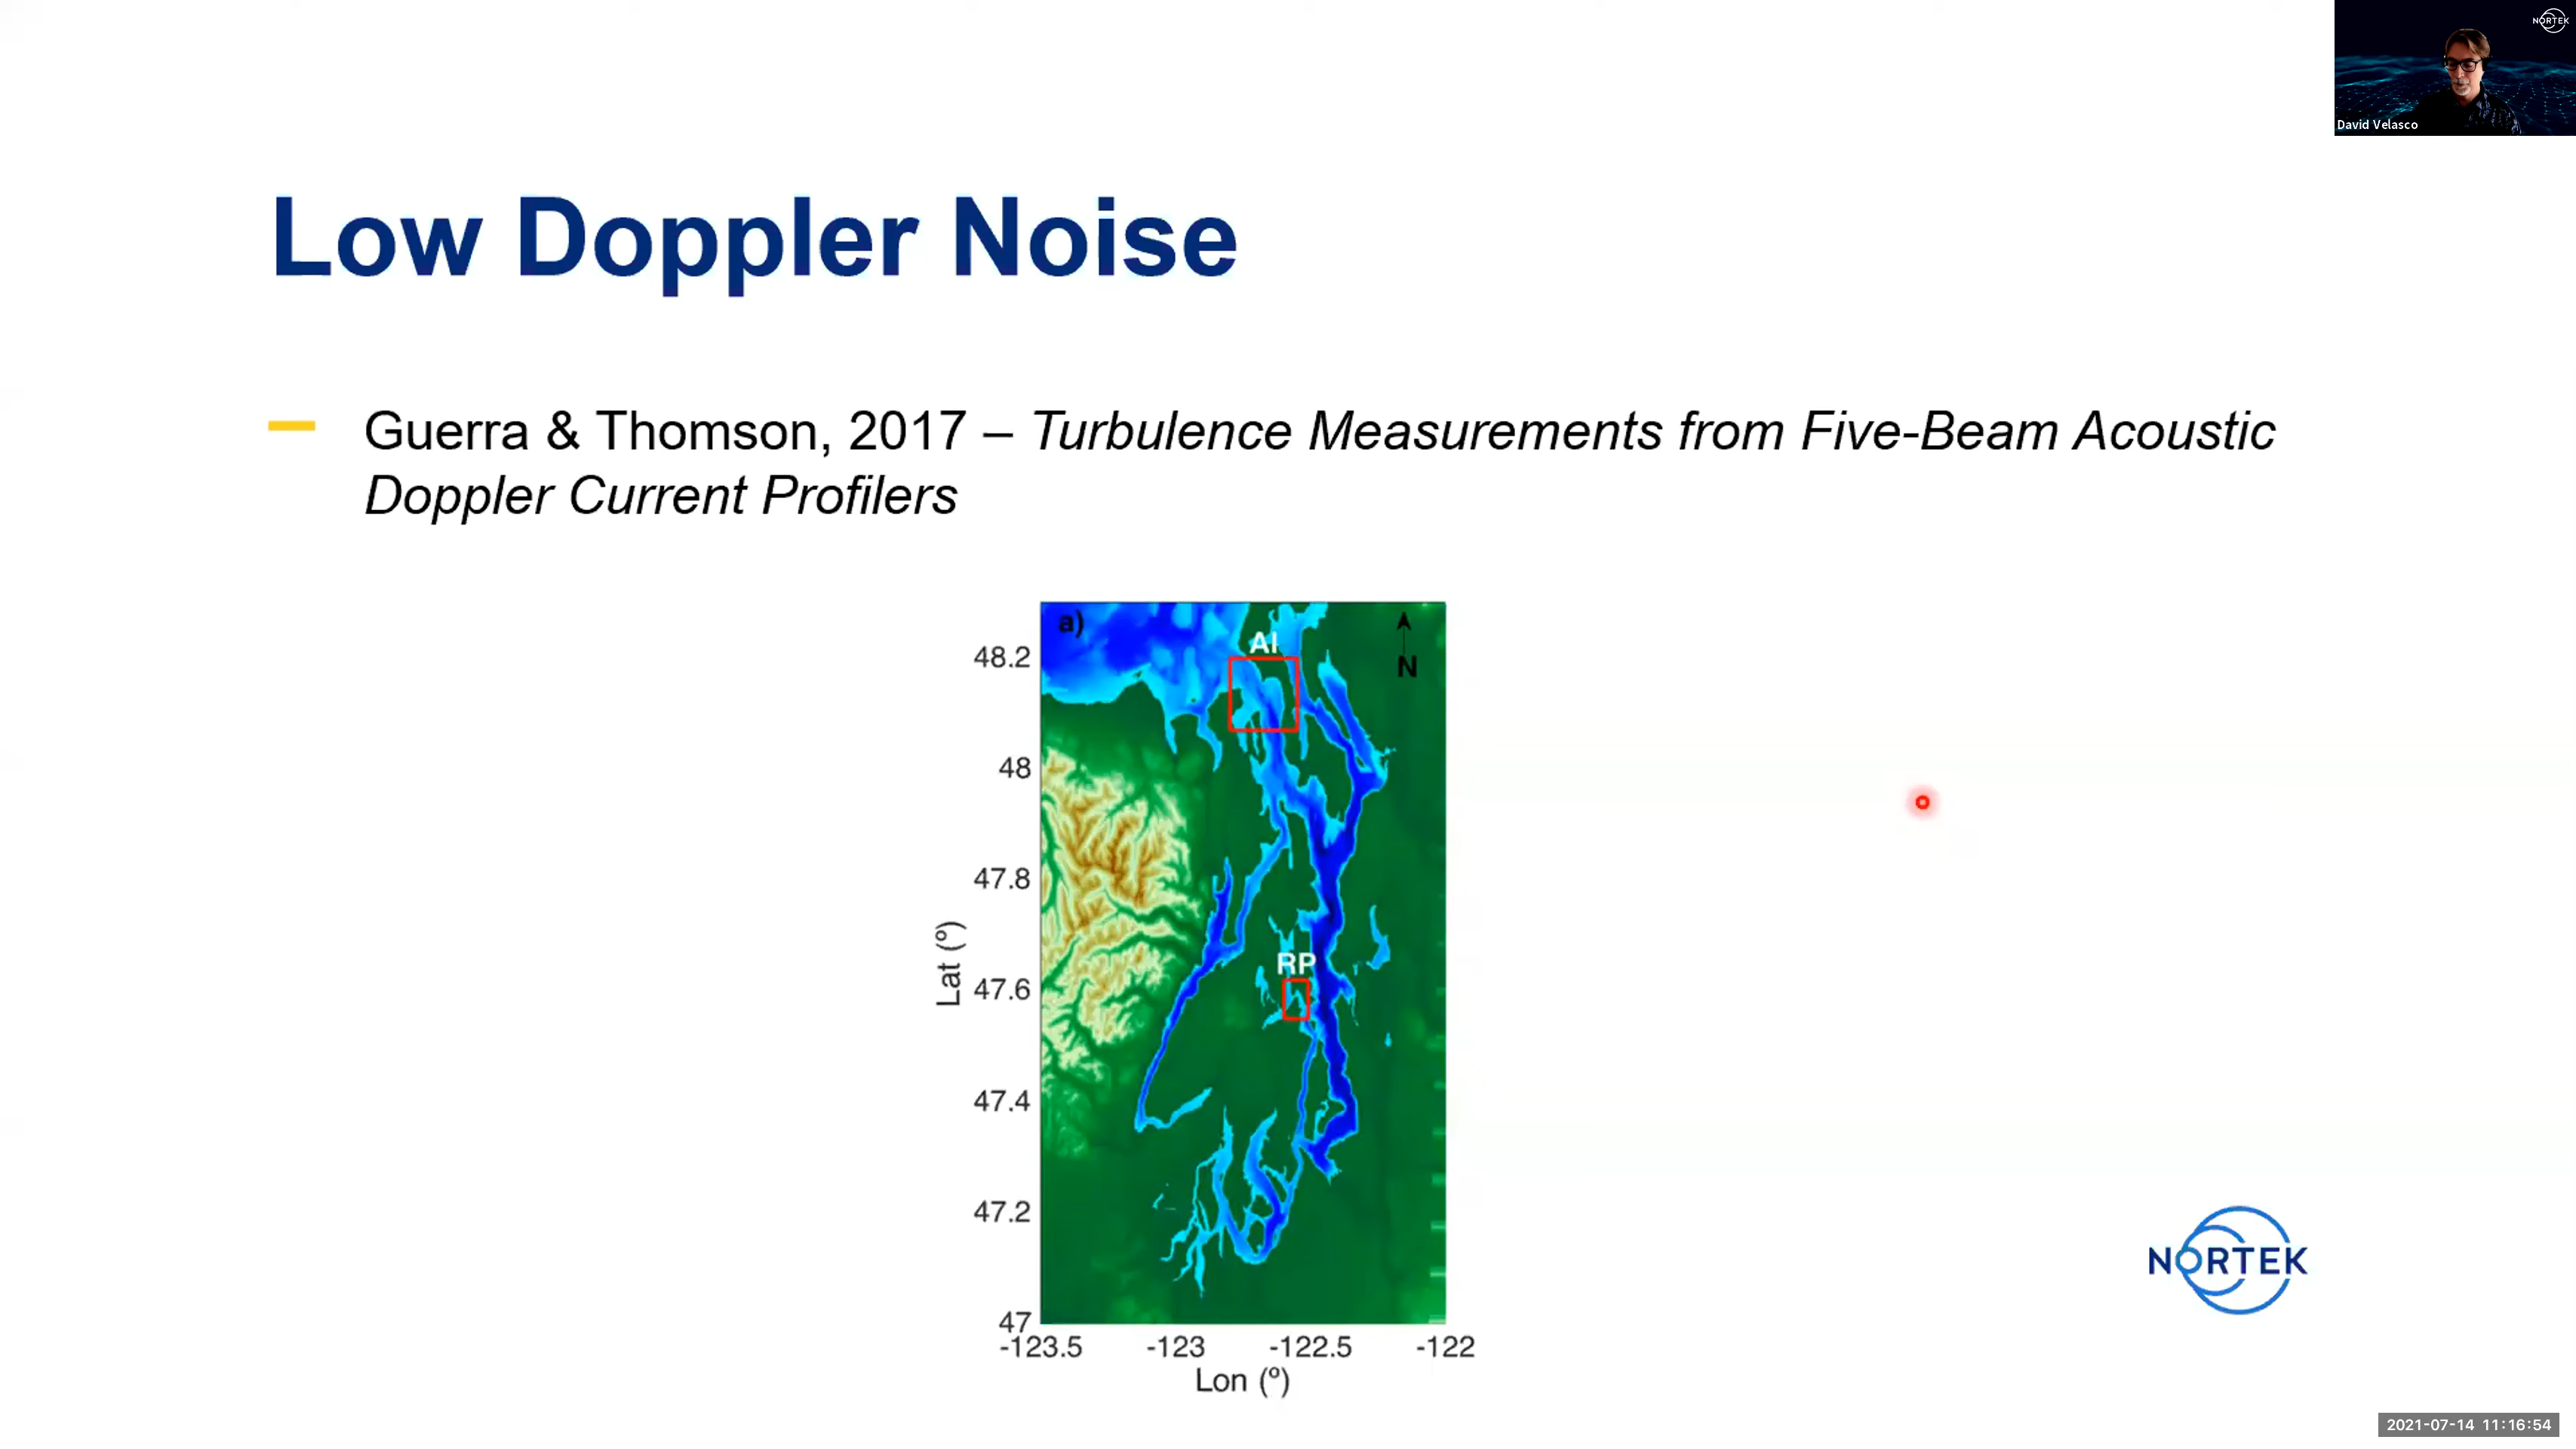 NORTEK
David Velasco
Low Doppler Noise
Guerra & Thomson, 2017 – Turbulence Measurements from Five-Beam Acoustic
Doppler Current Profilers
a)
AI
N
RP
48.2
48
47.8
47.6
47.4
47.2
47
Lat (º)
-123.5 -123 -122.5 -122
Lon (º)
NORTEK
2021-07-14 11:16:54